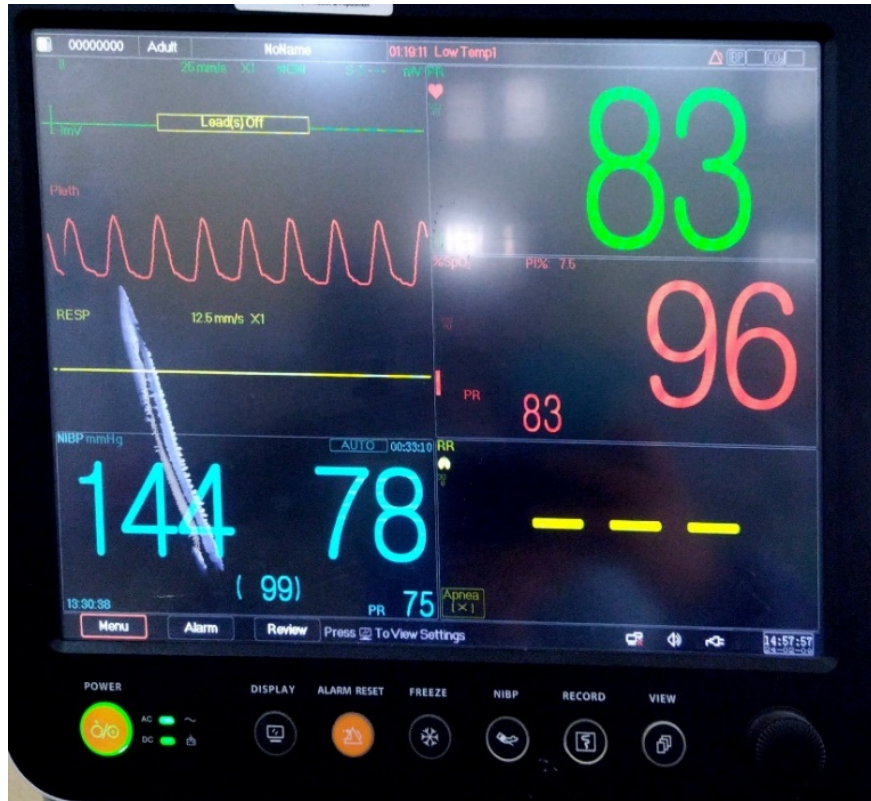 00000000 Adult NoName 01:19:11 Low Temp1
mm/s X1
1mV Lead(s) Off
83
Pleth
%SpO₂ PI%: 7.5
96
PR 83
RESP 12.5 mm/s X1
NIBP mmHg AUTO 00:33:10
144 78
(99)
13:30:38 PR 75
RR
---
Apnea
Menu Alarm Review Press To View Settings 14:57:57
POWER DISPLAY ALARM RESET FREEZE NIBP RECORD VIEW
AC
DC